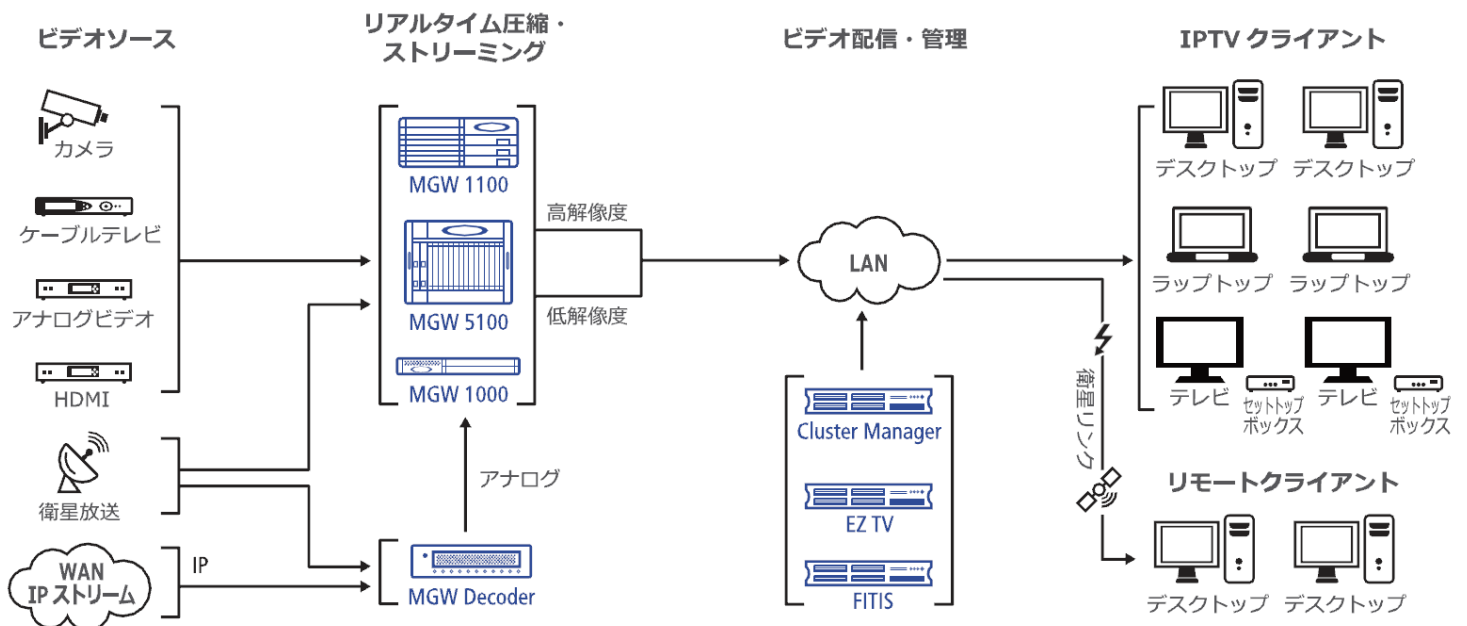 ビデオソース
リアルタイム圧縮・
ストリーミング
ビデオ配信・管理
IPTV クライアント
カメラ
ケーブルテレビ
アナログビデオ
HDMI
衛星放送
WAN
IP ストリーム
IP
MGW 1100
MGW 5100
MGW 1000
アナログ
MGW Decoder
高解像度
低解像度
LAN
Cluster Manager
EZ TV
FITIS
衛星リンク
デスクトップ
デスクトップ
ラップトップ
ラップトップ
テレビ
セットトップ
ボックス
テレビ
セットトップ
ボックス
リモートクライアント
デスクトップ
デスクトップ